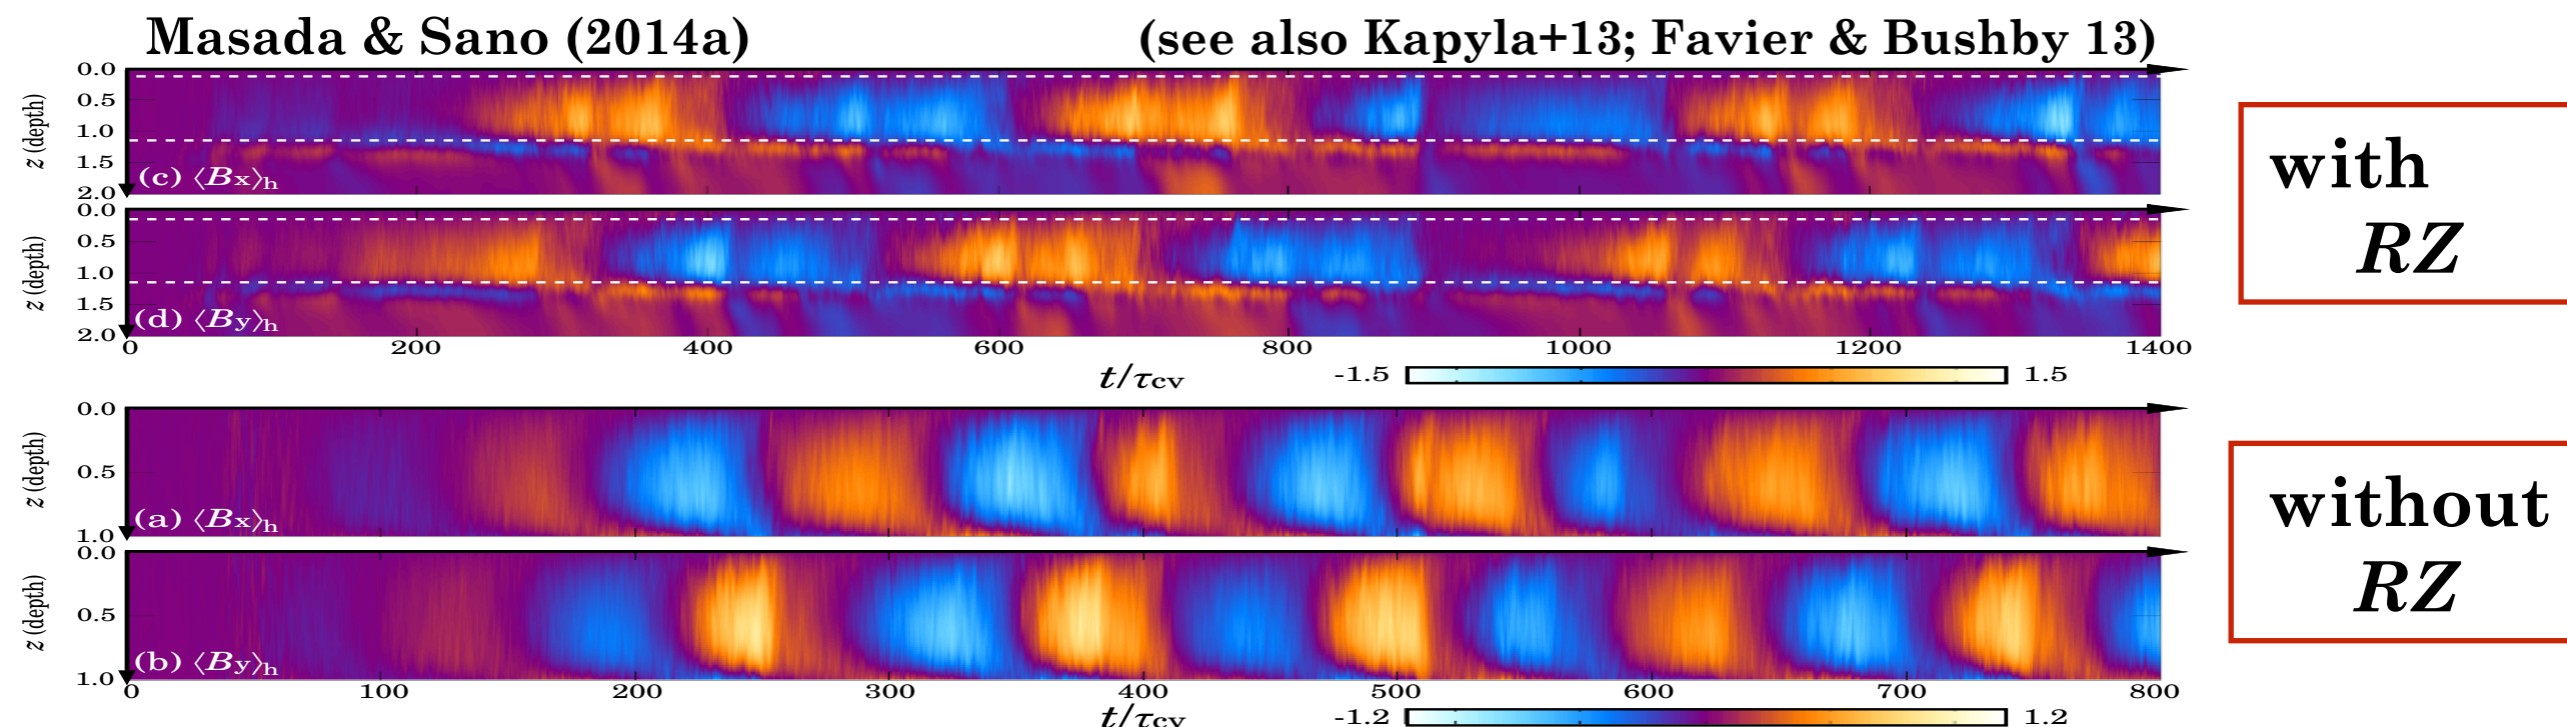 Masada & Sano (2014a) (see also Kapyla+13; Favier & Bushby 13)
0.0
0.5
1.0
1.5
2.0
z (depth)
(c) ⟨Bx⟩h
0.0
0.5
1.0
1.5
2.0
z (depth)
(d) ⟨By⟩h
0 200 400 600 800 1000 1200 1400
t/τcv
-1.5 1.5
with
RZ
0.0
0.5
1.0
z (depth)
(a) ⟨Bx⟩h
0.0
0.5
1.0
z (depth)
(b) ⟨By⟩h
0 100 200 300 400 500 600 700 800
t/τcv
-1.2 1.2
without
RZ